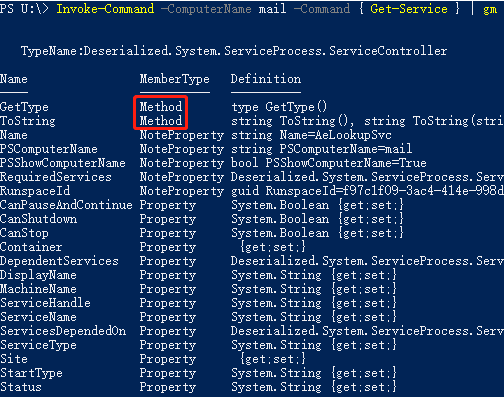 PS U:\> Invoke-Command -ComputerName mail -Command { Get-Service } | gm
TypeName:Deserialized.System.ServiceProcess.ServiceController
Name MemberType Definition
GetType Method type GetType()
ToString Method string ToString(), string ToString(stri
Name NoteProperty string Name=AeLookupSvc
PSComputerName NoteProperty string PSComputerName=mail
PSShowComputerName NoteProperty bool PSShowComputerName=True
RequiredServices NoteProperty Deserialized.System.ServiceProcess.Serv
RunspaceId NoteProperty guid RunspaceId=f97c1f09-3ac4-414e-998d
CanPauseAndContinue Property System.Boolean {get;set;}
CanShutdown Property System.Boolean {get;set;}
CanStop Property System.Boolean {get;set;}
Container Property {get;set;}
DependentServices Property Deserialized.System.ServiceProcess.Serv
DisplayName Property System.String {get;set;}
MachineName Property System.String {get;set;}
ServiceHandle Property System.String {get;set;}
ServiceName Property System.String {get;set;}
ServicesDependedOn Property Deserialized.System.ServiceProcess.Serv
ServiceType Property System.String {get;set;}
Site Property {get;set;}
StartType Property System.String {get;set;}
Status Property System.String {get;set;}